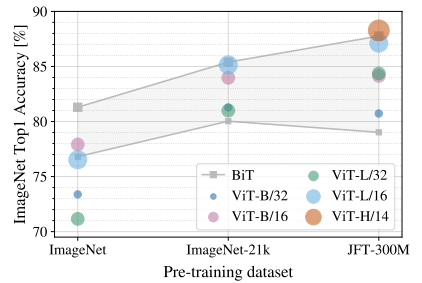 90
85
80
75
70
ImageNet Top1 Accuracy [%]
BiT
ViT-B/32
ViT-B/16
ViT-L/32
ViT-L/16
ViT-H/14
ImageNet
ImageNet-21k
JFT-300M
Pre-training dataset